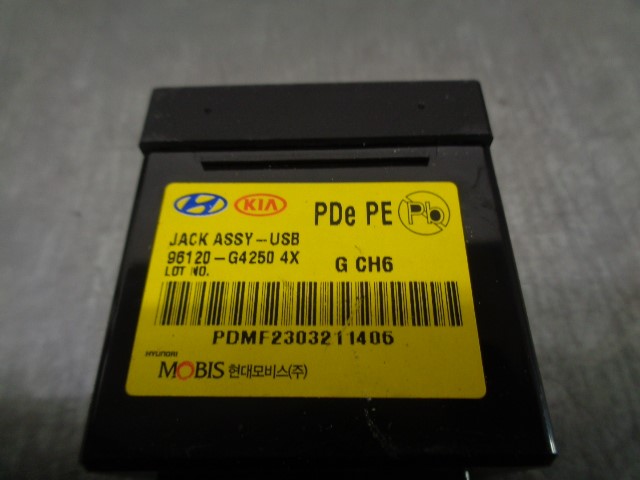 KIA PDe PE Pb
JACK ASSY-USB
96120-G4250 4X G CH6
LOT NO.
PDMF2303211406
HYUNDAI
MOBIS 현대모비스(주)